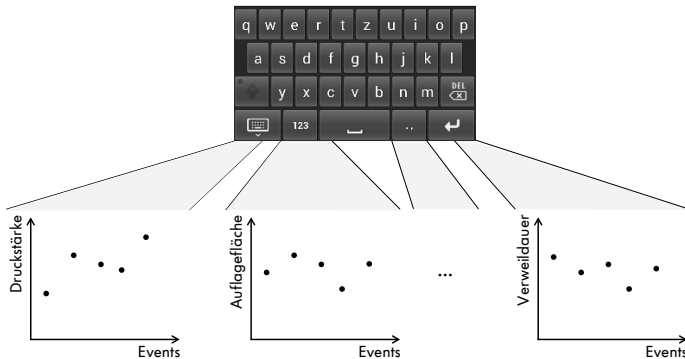 q w e r t z u i o p
a s d f g h j k l
y x c v b n m DEL
123 .,
Druckstärke
Events
Auflagefläche
Events
...
Verweildauer
Events